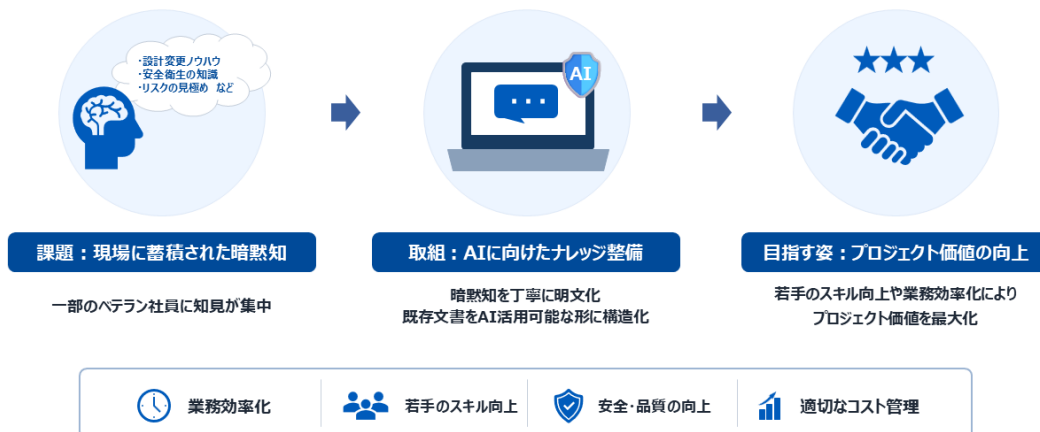 ・設計変更ノウハウ
・安全衛生の知識
・リスクの見極め など
AI
課題：現場に蓄積された暗黙知
取組：AIに向けたナレッジ整備
目指す姿：プロジェクト価値の向上
一部のベテラン社員に知見が集中
暗黙知を丁寧に明文化
既存文書をAI活用可能な形に構造化
若手のスキル向上や業務効率化により
プロジェクト価値を最大化
業務効率化
若手のスキル向上
安全・品質の向上
適切なコスト管理